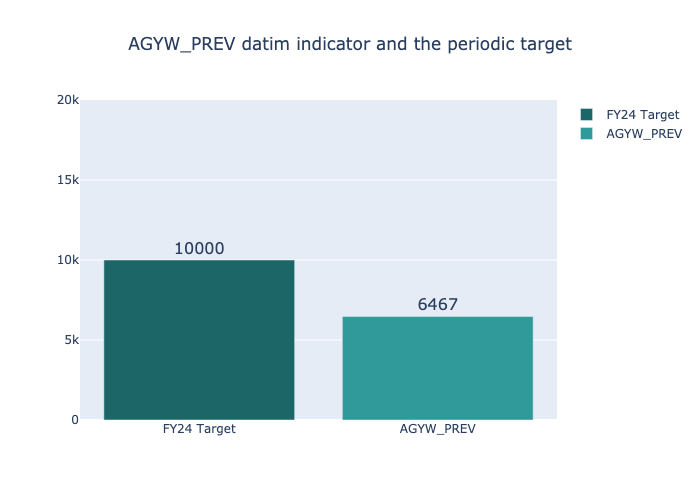 AGYW_PREV datim indicator and the periodic target
20k
15k
10k
5k
0
10000
6467
FY24 Target
AGYW_PREV
FY24 Target
AGYW_PREV